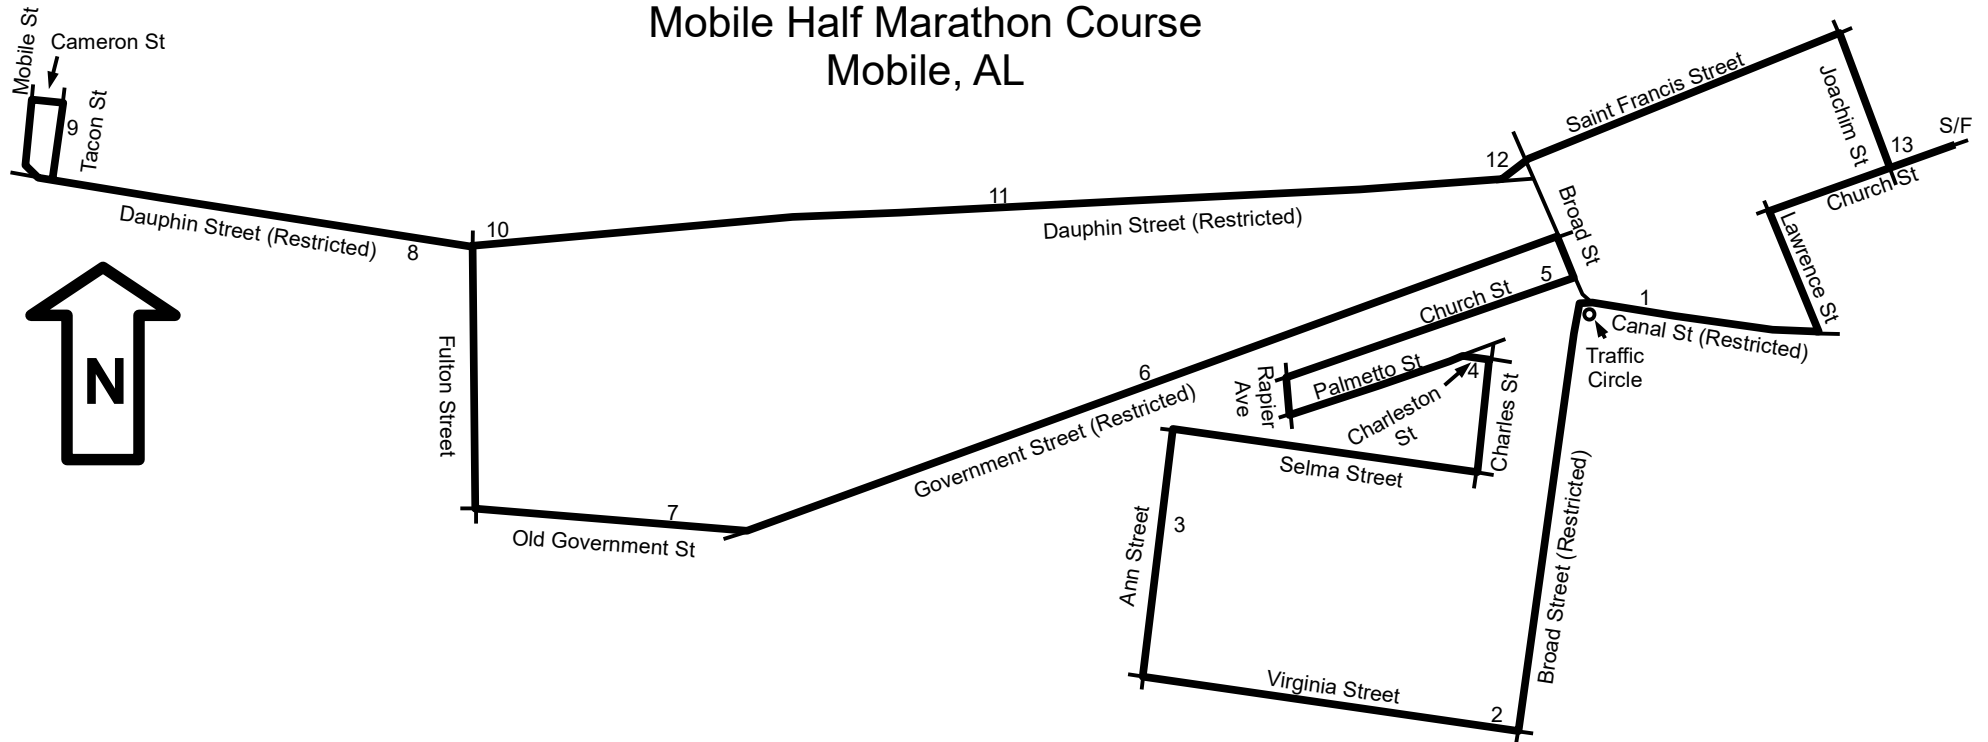 Mobile Half Marathon Course
Mobile, AL
Mobile St
Cameron St
9
Tacon St
Dauphin Street (Restricted)
8
10
11
Dauphin Street (Restricted)
12
Saint Francis Street
Joachim St
S/F
13
Church St
Lawrence St
Broad St
5
Church St
1
Canal St (Restricted)
Traffic
Circle
N
Fulton Street
6
Government Street (Restricted)
Rapier
Ave
Palmetto St
4
Charleston
St
Charles St
Selma Street
7
Old Government St
3
Ann Street
Broad Street (Restricted)
Virginia Street
2